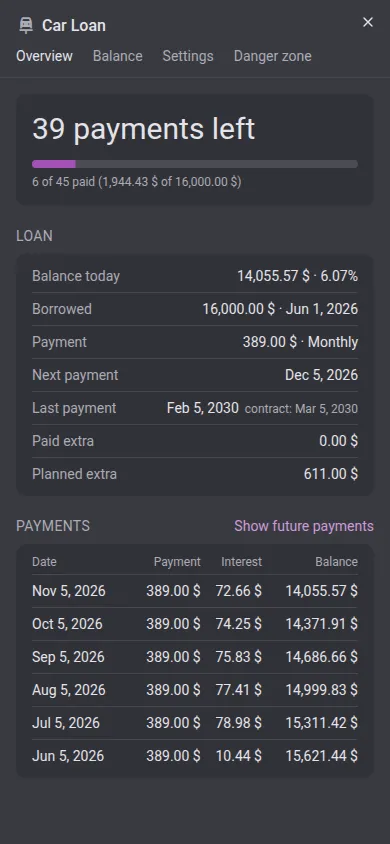 Car Loan
Overview Balance Settings Danger zone
39 payments left
6 of 45 paid (1,944.43 $ of 16,000.00 $)
LOAN
Balance today 14,055.57 $ · 6.07%
Borrowed 16,000.00 $ · Jun 1, 2026
Payment 389.00 $ · Monthly
Next payment Dec 5, 2026
Last payment Feb 5, 2030 contract: Mar 5, 2030
Paid extra 0.00 $
Planned extra 611.00 $
PAYMENTS Show future payments
Date Payment Interest Balance
Nov 5, 2026 389.00 $ 72.66 $ 14,055.57 $
Oct 5, 2026 389.00 $ 74.25 $ 14,371.91 $
Sep 5, 2026 389.00 $ 75.83 $ 14,686.66 $
Aug 5, 2026 389.00 $ 77.41 $ 14,999.83 $
Jul 5, 2026 389.00 $ 78.98 $ 15,311.42 $
Jun 5, 2026 389.00 $ 10.44 $ 15,621.44 $